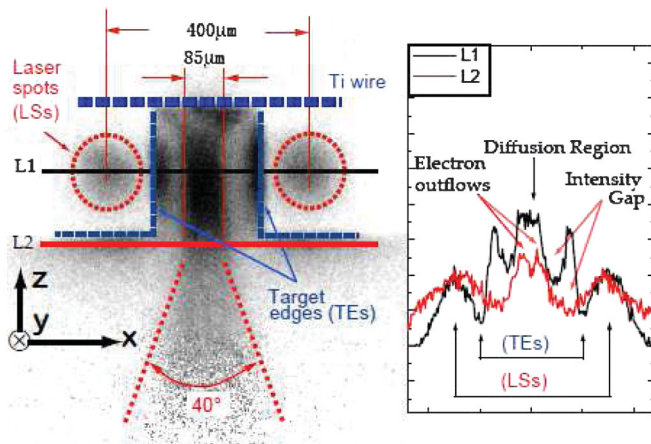 400μm
85μm
Laser
spots
(LSs)
Ti wire
L1
L2
z
y
x
Target
edges (TEs)
40°
L1
L2
Diffusion Region
Electron
outflows
Intensity
Gap
(TEs)
(LSs)